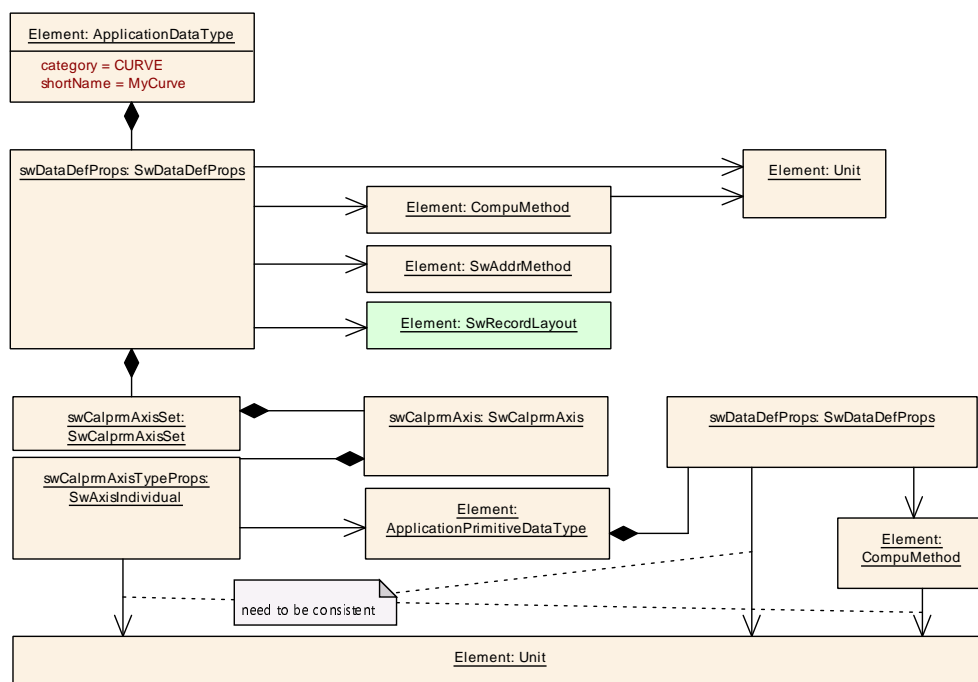 Element: ApplicationDataType
category = CURVE
shortName = MyCurve
swDataDefProps: SwDataDefProps
Element: Unit
Element: CompuMethod
Element: SwAddrMethod
Element: SwRecordLayout
swCalprmAxisSet:
SwCalprmAxisSet
swCalprmAxis: SwCalprmAxis
swDataDefProps: SwDataDefProps
swCalprmAxisTypeProps:
SwAxisIndividual
Element:
ApplicationPrimitiveDataType
Element:
CompuMethod
need to be consistent
Element: Unit